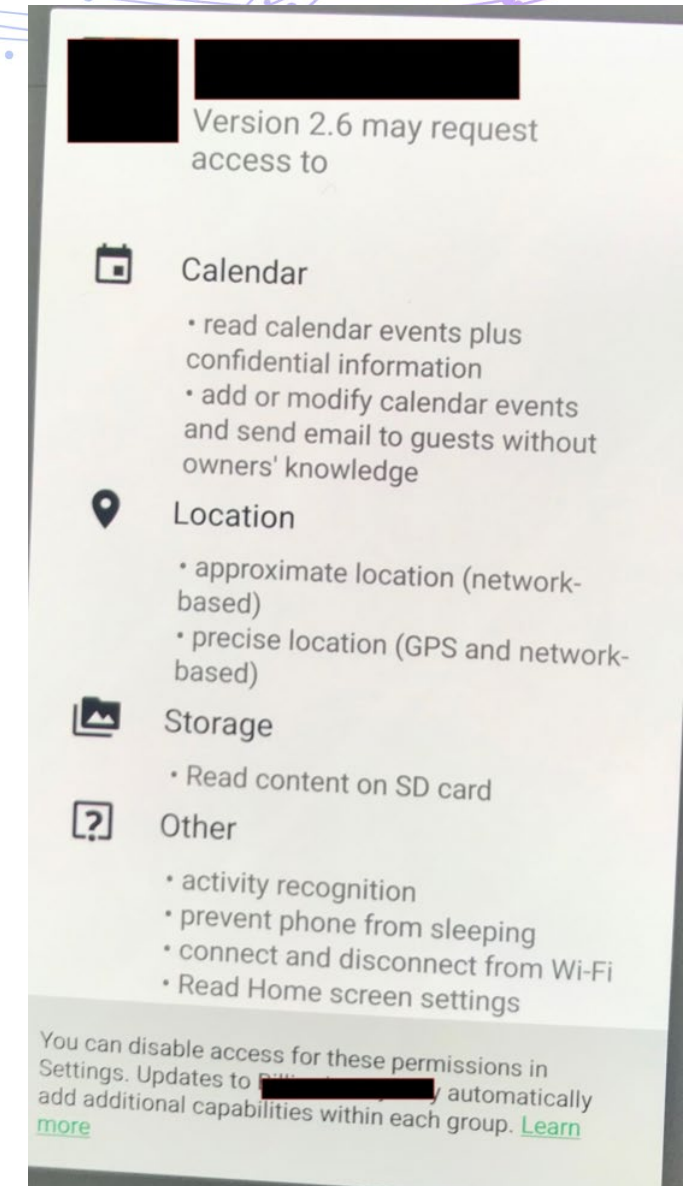 Version 2.6 may request
access to
Calendar
• read calendar events plus
confidential information
• add or modify calendar events
and send email to guests without
owners' knowledge
Location
• approximate location (network-
based)
• precise location (GPS and network-
based)
Storage
• Read content on SD card
Other
• activity recognition
• prevent phone from sleeping
• connect and disconnect from Wi-Fi
• Read Home screen settings
You can disable access for these permissions in
Settings. Updates to automatically
add additional capabilities within each group. Learn
more